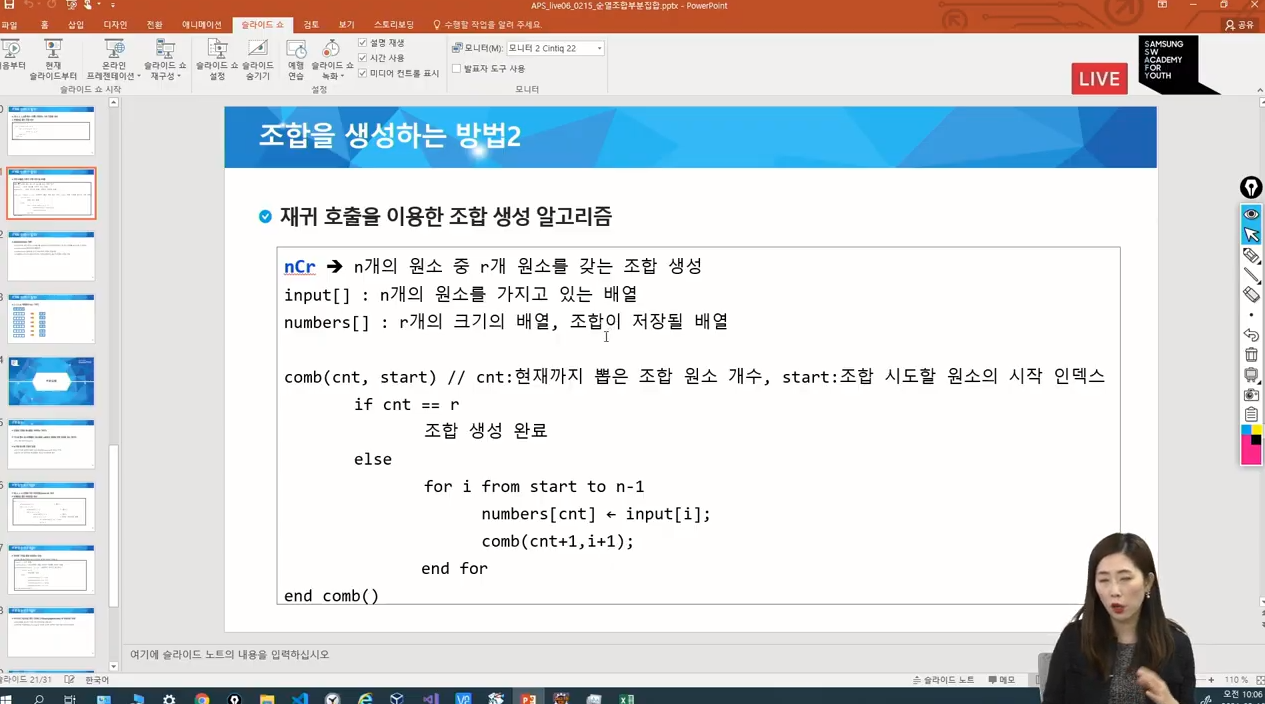 APS_live06_0215_순열조합부분집합.pptx - PowerPoint
파일 홈 삽입 디자인 전환 애니메이션 슬라이드 쇼 검토 보기 스토리보딩 수행할 작업을 알려 주세요.
공유
현재
슬라이드부터
온라인
프레젠테이션
슬라이드 쇼
재구성
슬라이드 쇼
설정
슬라이드
숨기기
예행
연습
슬라이드 쇼
녹화
설명 재생
시간 사용
미디어 컨트롤 표시
모니터(M): 모니터 2 Cintiq 22
발표자 도구 사용
슬라이드 쇼 시작
설정
모니터
LIVE
SAMSUNG
SW
ACADEMY
FOR
YOUTH
조합을 생성하는 방법2
재귀 호출을 이용한 조합 생성 알고리즘
nCr ➔ n개의 원소 중 r개 원소를 갖는 조합 생성
input[] : n개의 원소를 가지고 있는 배열
numbers[] : r개의 크기의 배열, 조합이 저장될 배열
comb(cnt, start) // cnt:현재까지 뽑은 조합 원소 개수, start:조합 시도할 원소의 시작 인덱스
if cnt == r
조합 생성 완료
else
for i from start to n-1
numbers[cnt] ← input[i];
comb(cnt+1,i+1);
end for
end comb()
여기에 슬라이드 노트의 내용을 입력하십시오
슬라이드 21/31 한국어
슬라이드 노트 메모
110 %
오전 10:06